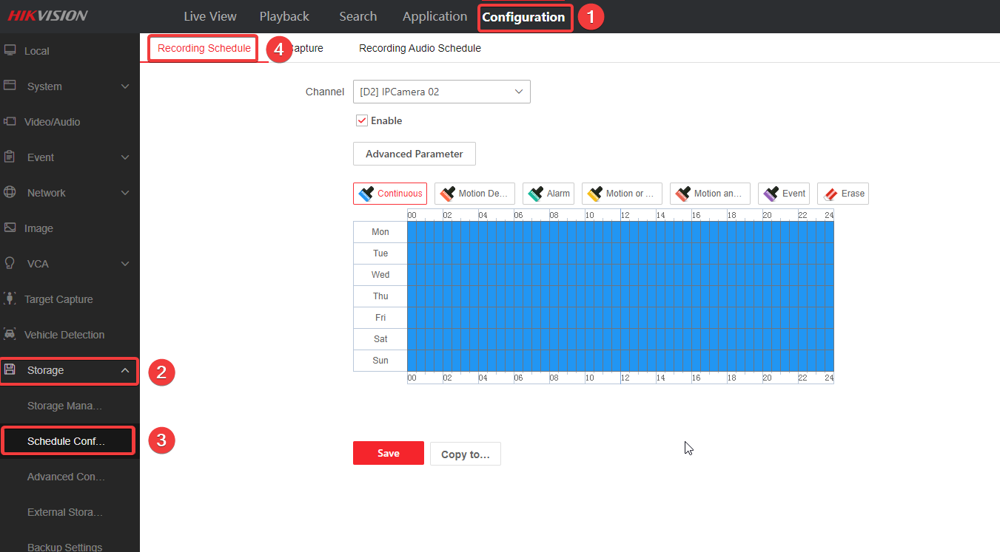 HIKVISION
Live View Playback Search Application Configuration 1
Local
System
Video/Audio
Event
Network
Image
VCA
Target Capture
Vehicle Detection
Storage 2
Storage Mana...
Schedule Conf... 3
Advanced Con...
External Stora...
Backup Settings
Recording Schedule 4 apture Recording Audio Schedule
Channel [D2] IPCamera 02
Enable
Advanced Parameter
Continuous Motion De... Alarm Motion or ... Motion an... Event Erase
00 02 04 06 08 10 12 14 16 18 20 22 24
Mon
Tue
Wed
Thu
Fri
Sat
Sun
00 02 04 06 08 10 12 14 16 18 20 22 24
Save Copy to...